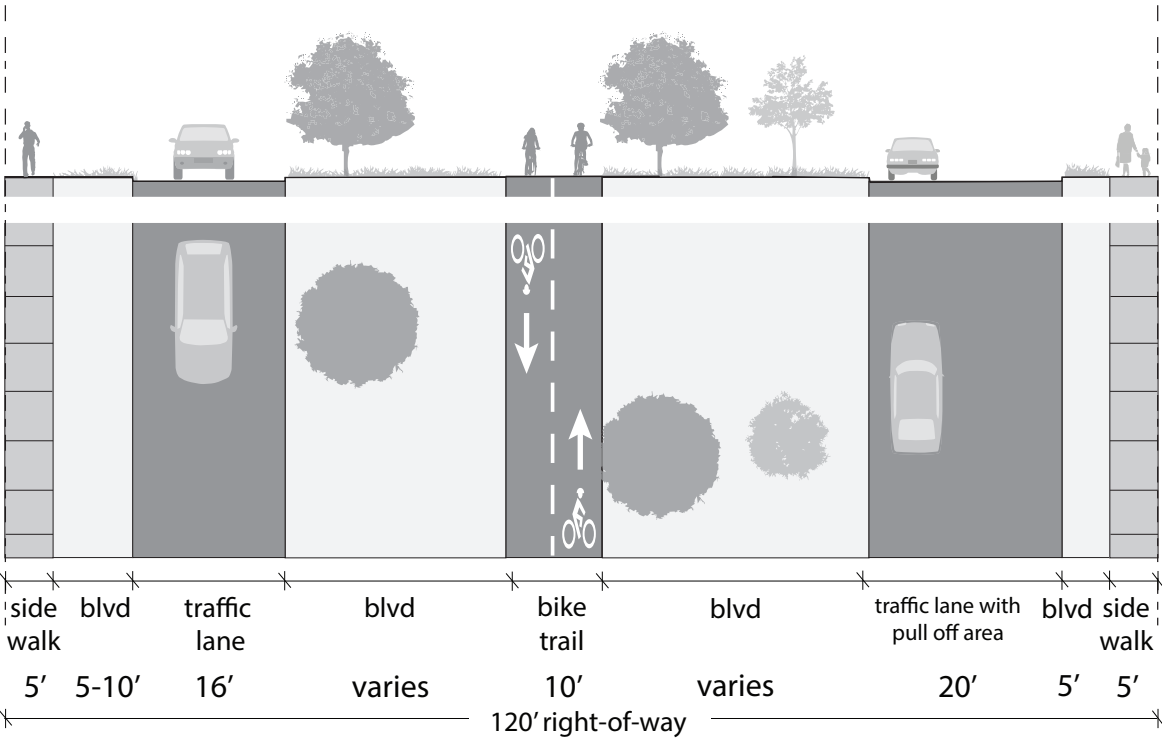 side
walk
blvd
traffic
lane
blvd
bike
trail
blvd
traffic lane with
pull off area
blvd
side
walk
5’ 5-10’ 16’ varies 10’ varies 20’ 5’ 5’
120’ right-of-way